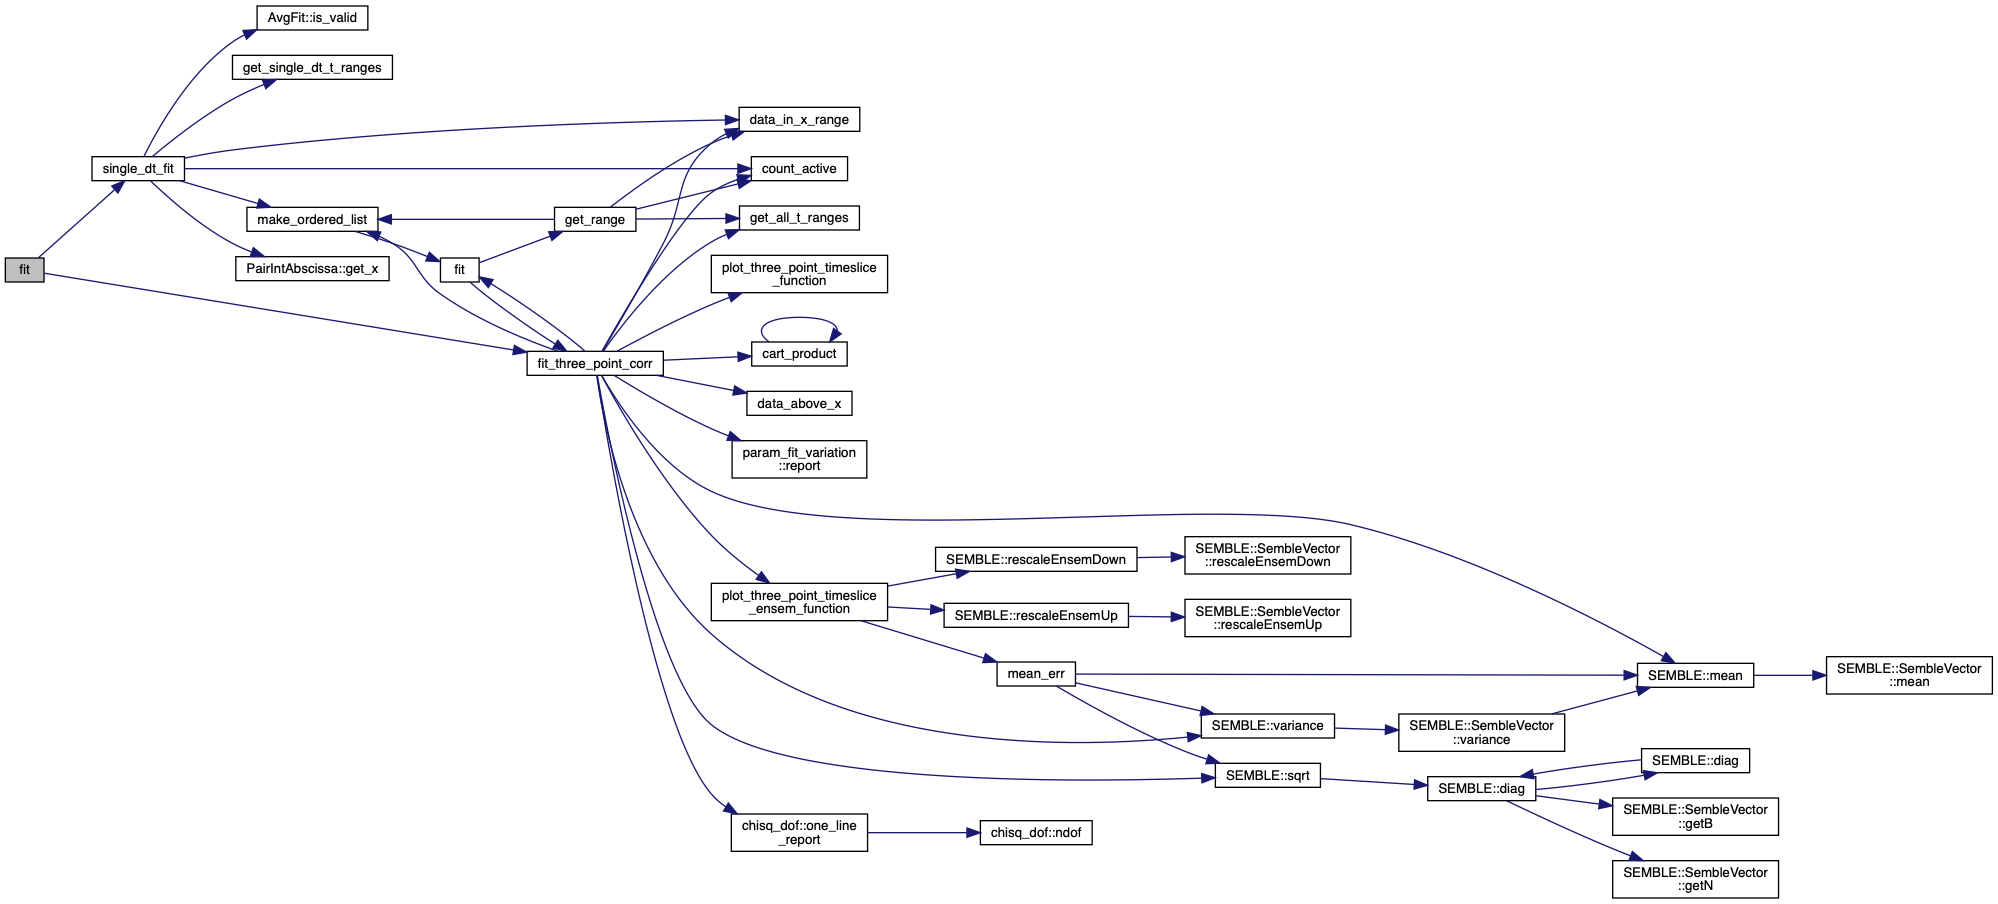 fit
single_dt_fit
AvgFit::is_valid
get_single_dt_t_ranges
make_ordered_list
PairIntAbscissa::get_x
fit
get_range
fit_three_point_corr
data_in_x_range
count_active
get_all_t_ranges
plot_three_point_timeslice
_function
cart_product
data_above_x
param_fit_variation
::report
plot_three_point_timeslice
_ensem_function
chisq_dof::one_line
_report
SEMBLE::rescaleEnsemDown
SEMBLE::rescaleEnsemUp
mean_err
chisq_dof::ndof
SEMBLE::SembleVector
::rescaleEnsemDown
SEMBLE::SembleVector
::rescaleEnsemUp
SEMBLE::variance
SEMBLE::sqrt
SEMBLE::SembleVector
::variance
SEMBLE::diag
SEMBLE::mean
SEMBLE::diag
SEMBLE::SembleVector
::getB
SEMBLE::SembleVector
::getN
SEMBLE::SembleVector
::mean